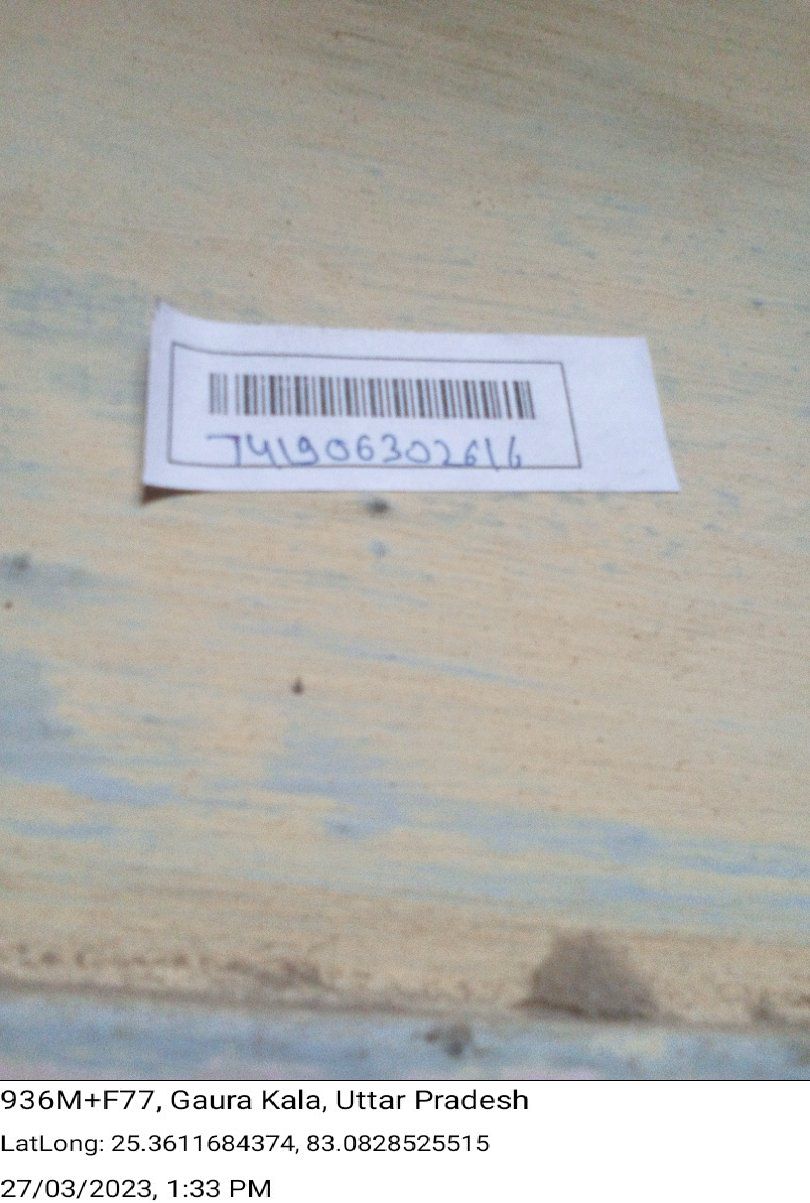 741906302616
936M+F77, Gaura Kala, Uttar Pradesh
LatLong: 25.3611684374, 83.0828525515
27/03/2023, 1:33 PM